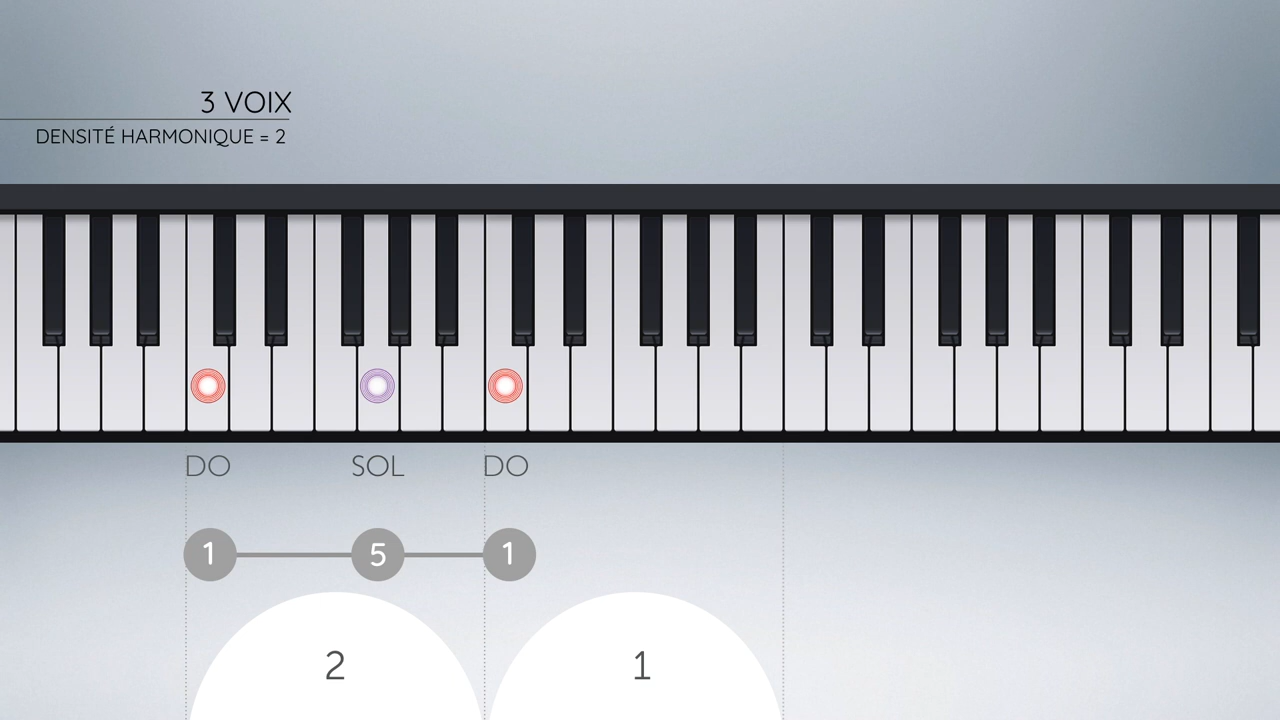 3 VOIX
DENSITÉ HARMONIQUE = 2
DO SOL DO
1 5 1
2 1